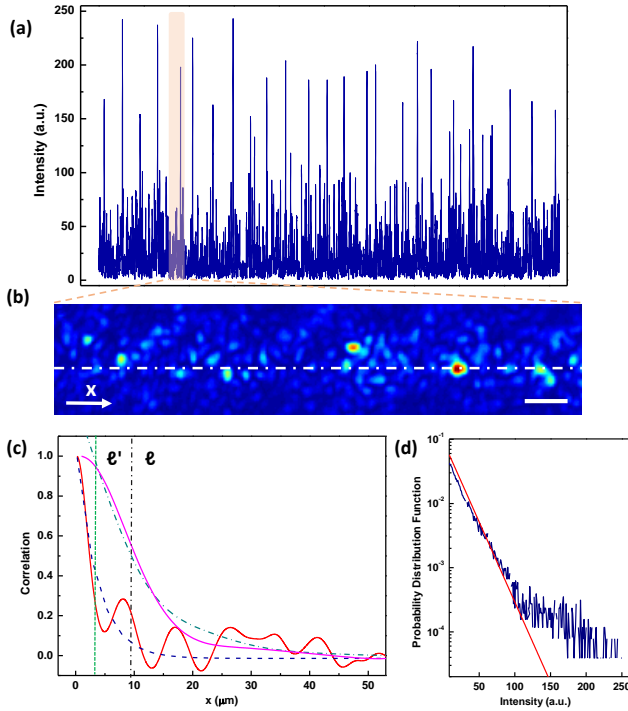 (a)
250
200
150
100
50
0
Intensity (a.u.)
(b)
X
(c)
ℓ' ℓ
1.0
0.8
0.6
0.4
0.2
0.0
Correlation
0 10 20 30 40 50
x (μm)
(d)
10⁻¹
10⁻²
10⁻³
10⁻⁴
Probability Distribution Function
50 100 150 200 250
Intensity (a.u.)